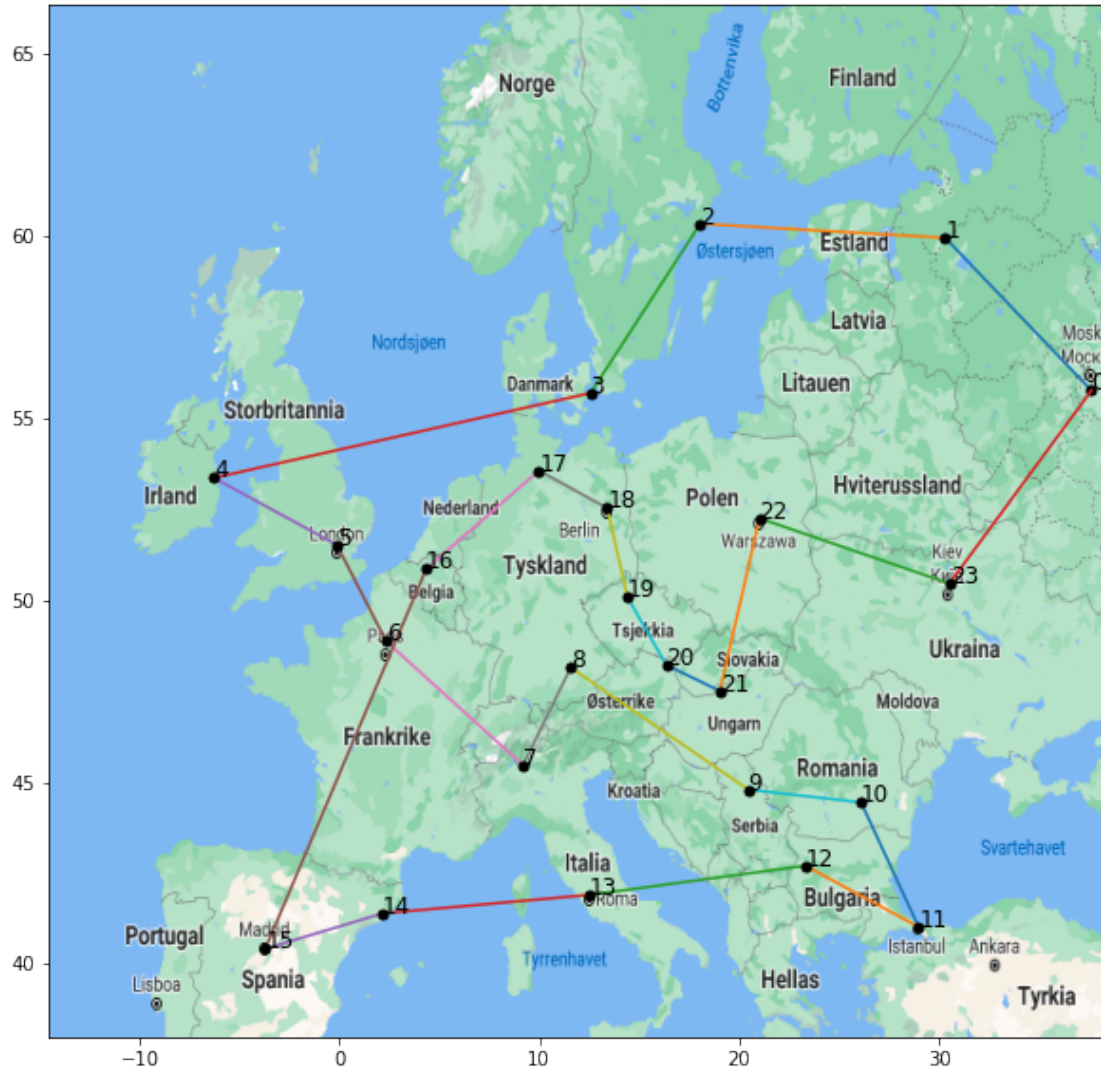 65
Norge
Finland
Bottenvika
60
2
1
Estland
Østersjøen
Latvia
Nordsjøen
Mosk
Моск
55
3
0
Danmark
Litauen
Storbritannia
4
17
Irland
Nederland
18
Polen
Hviterussland
5
London
Berlin
22
Warszawa
Kiev
16
Tyskland
23
50
Belgia
19
6
Tsjekkia
8
20
Slovakia
Ukraina
21
Østerrike
Moldova
Frankrike
Ungarn
7
45
Romania
9
10
Kroatia
Serbia
Svartehavet
Italia
12
13
Roma
Bulgaria
14
11
Portugal
Madrid
15
Istanbul
Ankara
40
Tyrrenhavet
Lisboa
Spania
Hellas
Tyrkia
−10
0
10
20
30